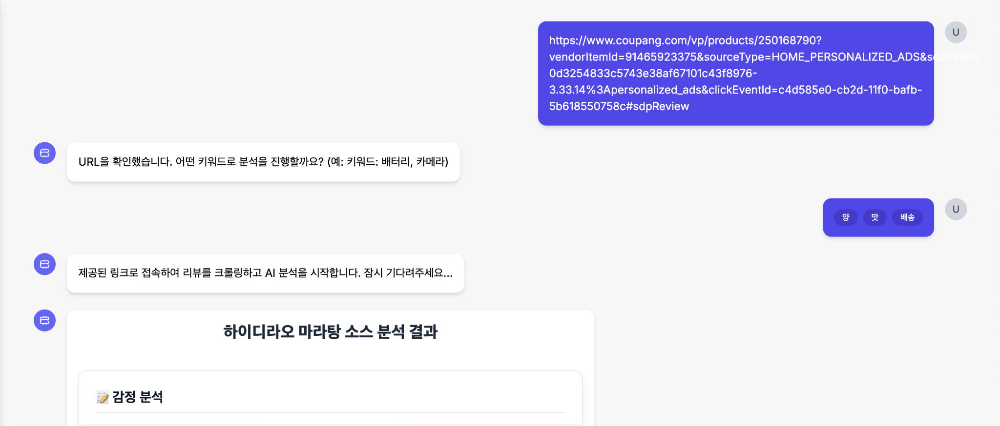 https://www.coupang.com/vp/products/250168790?
U
vendorItemId=91465923375&sourceType=HOME_PERSONALIZED_ADS&searchId=
0d3254833c5743e38af67101c43f8976-
3.33.14%3Apersonalized_ads&clickEventId=c4d585e0-cb2d-11f0-bafb-
5b618550758c#sdpReview
URL을 확인했습니다. 어떤 키워드로 분석을 진행할까요? (예: 키워드: 배터리, 카메라)
양 맛 배송
U
제공된 링크로 접속하여 리뷰를 크롤링하고 AI 분석을 시작합니다. 잠시 기다려주세요...
하이디라오 마라탕 소스 분석 결과
감정 분석